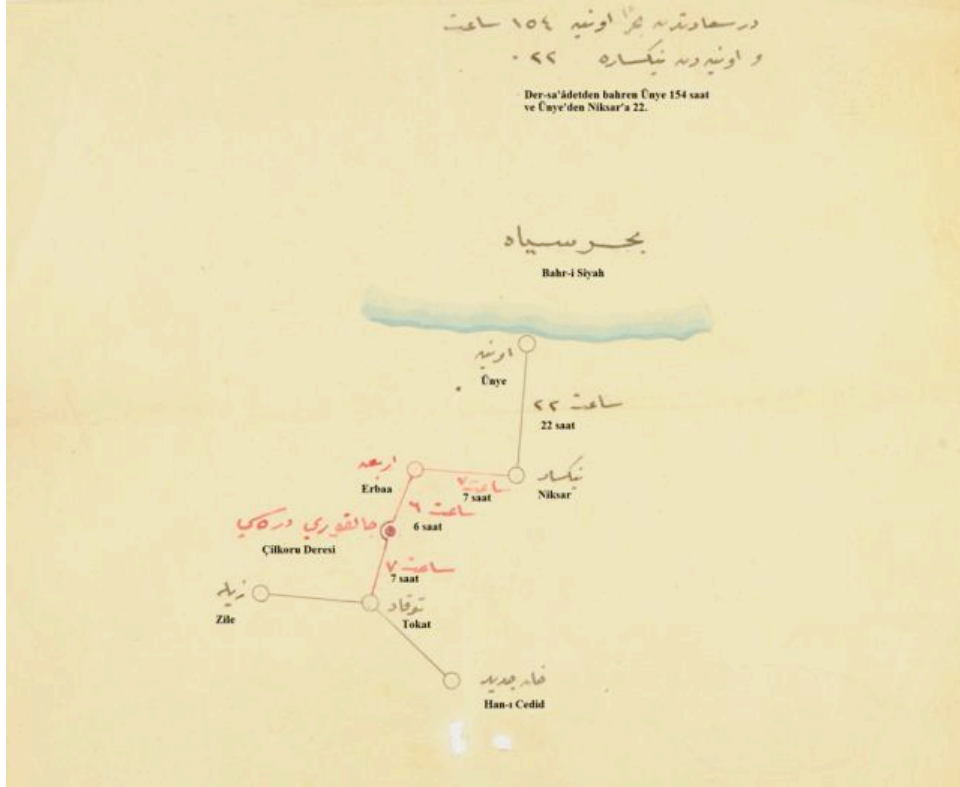 در سعادتدن بحراً اونیه ١٥٤ ساعت
و اونیه دن نیکساره ٢٢٠
Der-sa'âdetden bahren Ünye 154 saat
ve Ünye'den Niksar'a 22.
بحر سیاه
Bahr-i Siyah
اونیه
Ünye
ساعت ٢٢
22 saat
اربعه
Erbaa
ساعت ٧
7 saat
نیکسار
Niksar
ساعت ٦
6 saat
چالقوری دره سی
Çilkoru Deresi
ساعت ٧
7 saat
زیله
Zile
توقاد
Tokat
خان جدید
Han-ı Cedid